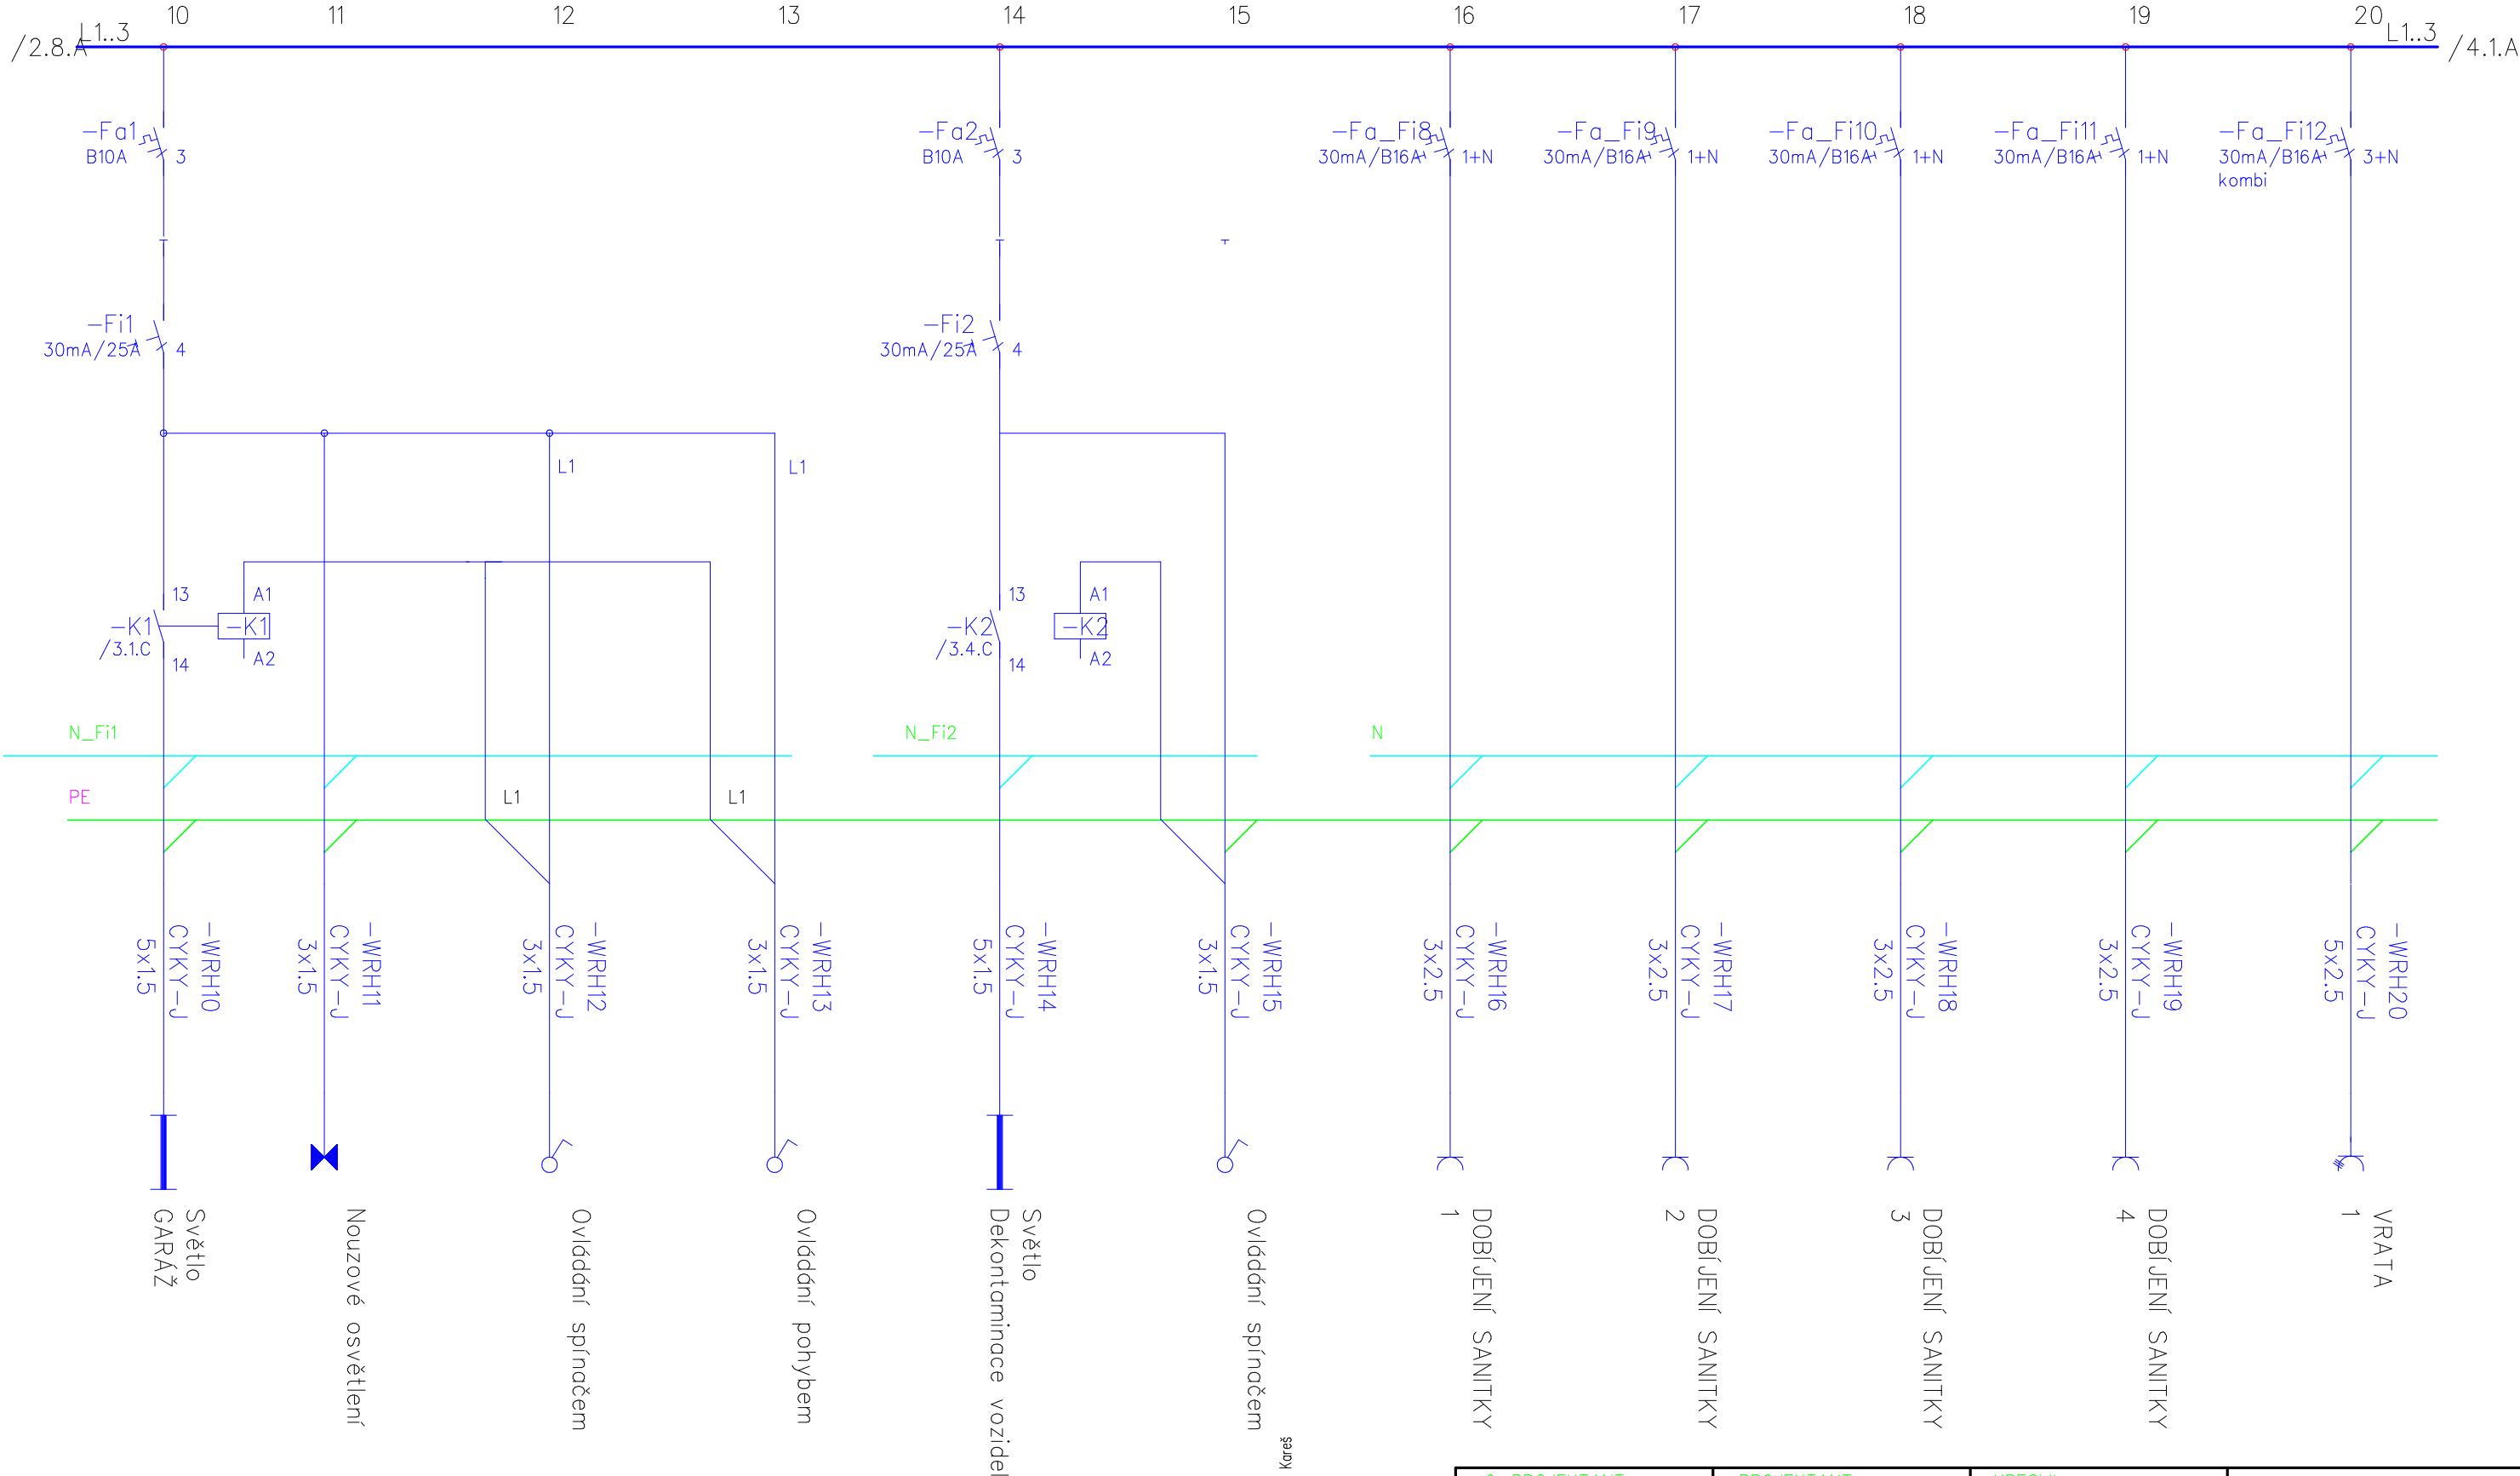 10 11 12 13 14 15 16 17 18 19 20
/2.8.A L1..3 L1..3 /4.1.A
-Fa1
B10A 3
-Fa2
B10A 3
-Fa_Fi8
30mA/B16A 1+N
-Fa_Fi9
30mA/B16A 1+N
-Fa_Fi10
30mA/B16A 1+N
-Fa_Fi11
30mA/B16A 1+N
-Fa_Fi12
30mA/B16A 3+N
kombi
-Fi1
30mA/25A 4
-Fi2
30mA/25A 4
L1 L1
13 A1
-K1 -K1
/3.1.C
14 A2
13 A1
-K2 -K2
/3.4.C
14 A2
N_Fi1 N_Fi2 N
PE L1 L1
-WRH10
CYKY-J
5x1.5
-WRH11
CYKY-J
3x1.5
-WRH12
CYKY-J
3x1.5
-WRH13
CYKY-J
3x1.5
-WRH14
CYKY-J
5x1.5
-WRH15
CYKY-J
3x1.5
-WRH16
CYKY-J
3x2.5
-WRH17
CYKY-J
3x2.5
-WRH18
CYKY-J
3x2.5
-WRH19
CYKY-J
3x2.5
-WRH20
CYKY-J
5x2.5
Světlo
GARÁŽ
Nouzové osvětlení
Ovládání spínačem
Ovládání pohybem
Světlo
Dekontaminace vozidel
Ovládání spínačem
DOBÍJENÍ SANITKY
1
DOBÍJENÍ SANITKY
2
DOBÍJENÍ SANITKY
3
DOBÍJENÍ SANITKY
4
VRATA
1
Kareš